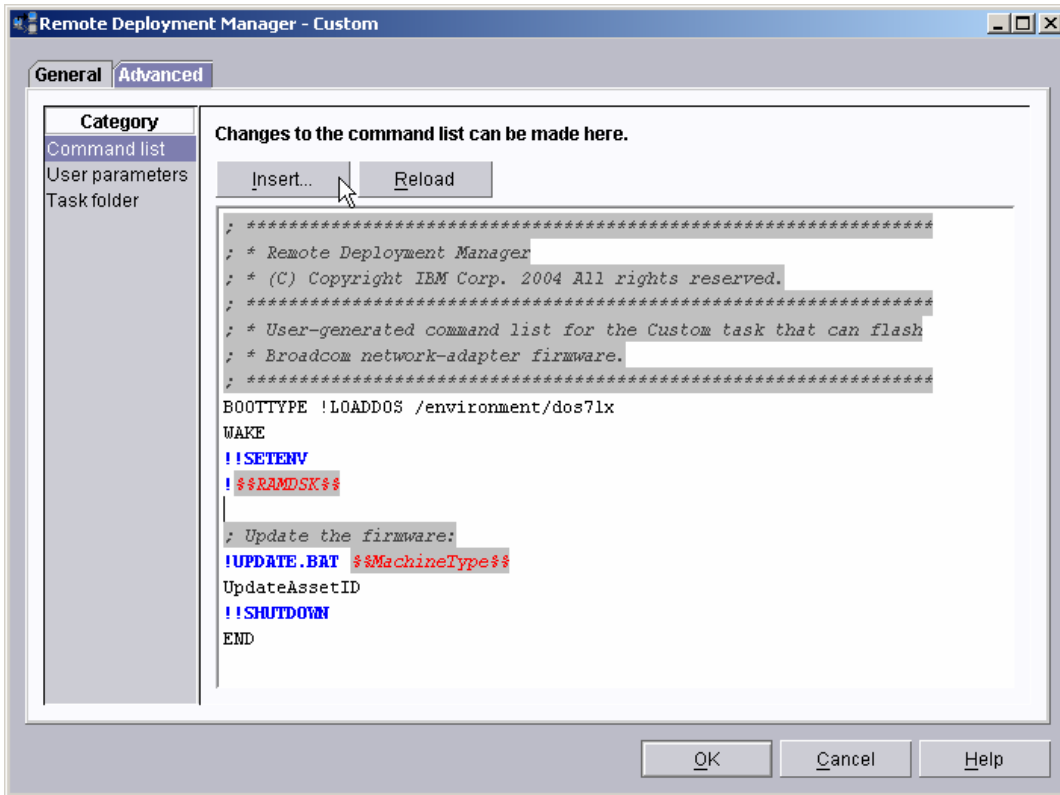 Remote Deployment Manager - Custom
General Advanced
Category
Command list
User parameters
Task folder
Changes to the command list can be made here.
Insert... Reload
; *****************************************************************
; * Remote Deployment Manager
; * (C) Copyright IBM Corp. 2004 All rights reserved.
; *****************************************************************
; * User-generated command list for the Custom task that can flash
; * Broadcom network-adapter firmware.
; *****************************************************************
BOOTTYPE !LOADDOS /environment/dos71x
WAKE
!!SETENV
!%%RAMDSK%%
; Update the firmware:
!UPDATE.BAT %%MachineType%%
UpdateAssetID
!!SHUTDOWN
END
OK Cancel Help